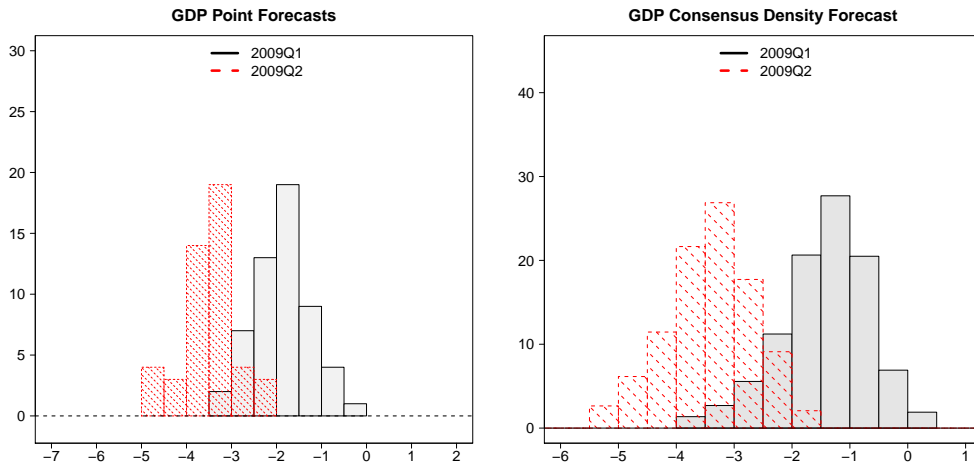 GDP Point Forecasts
2009Q1
2009Q2
30
25
20
15
10
5
0
−7 −6 −5 −4 −3 −2 −1 0 1 2
GDP Consensus Density Forecast
2009Q1
2009Q2
40
30
20
10
0
−6 −5 −4 −3 −2 −1 0 1